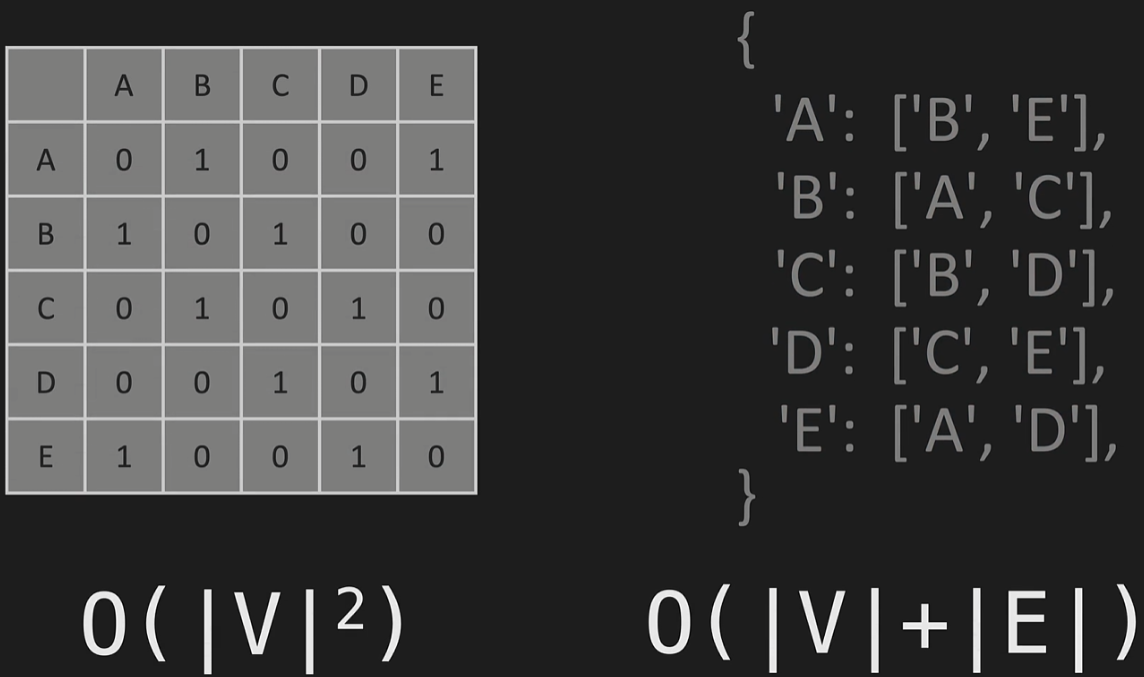 A B C D E
A 0 1 0 0 1
B 1 0 1 0 0
C 0 1 0 1 0
D 0 0 1 0 1
E 1 0 0 1 0
O(|V|²)
{
'A': ['B', 'E'],
'B': ['A', 'C'],
'C': ['B', 'D'],
'D': ['C', 'E'],
'E': ['A', 'D'],
}
O(|V|+|E|)